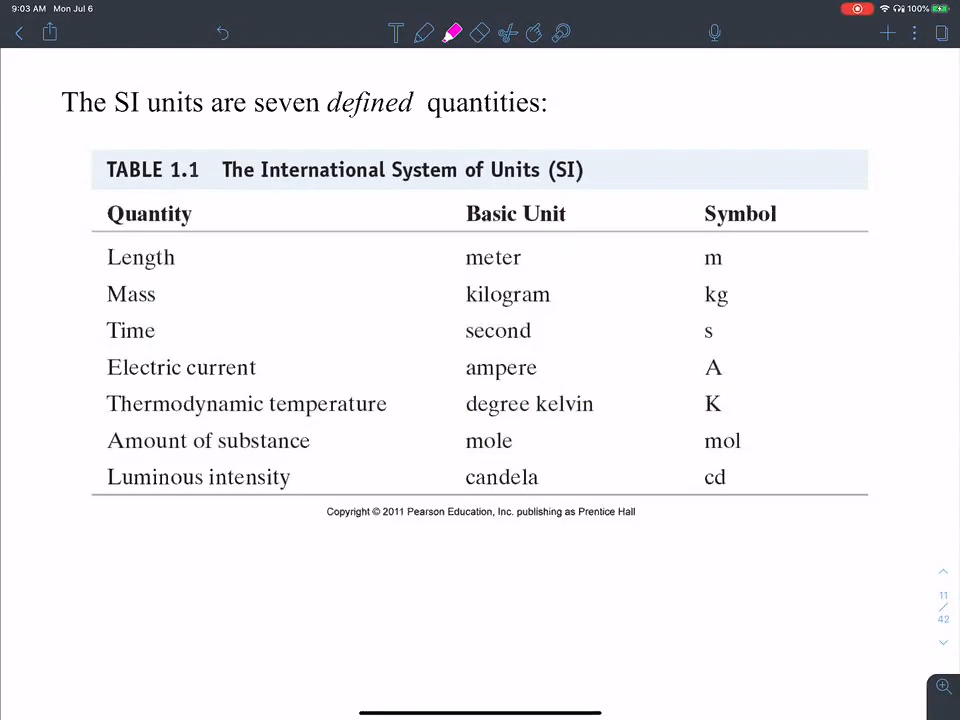 9:03 AM Mon Jul 6 100%
The SI units are seven defined quantities:
TABLE 1.1 The International System of Units (SI)
Quantity Basic Unit Symbol
Length meter m
Mass kilogram kg
Time second s
Electric current ampere A
Thermodynamic temperature degree kelvin K
Amount of substance mole mol
Luminous intensity candela cd
Copyright © 2011 Pearson Education, Inc. publishing as Prentice Hall
11
/
42